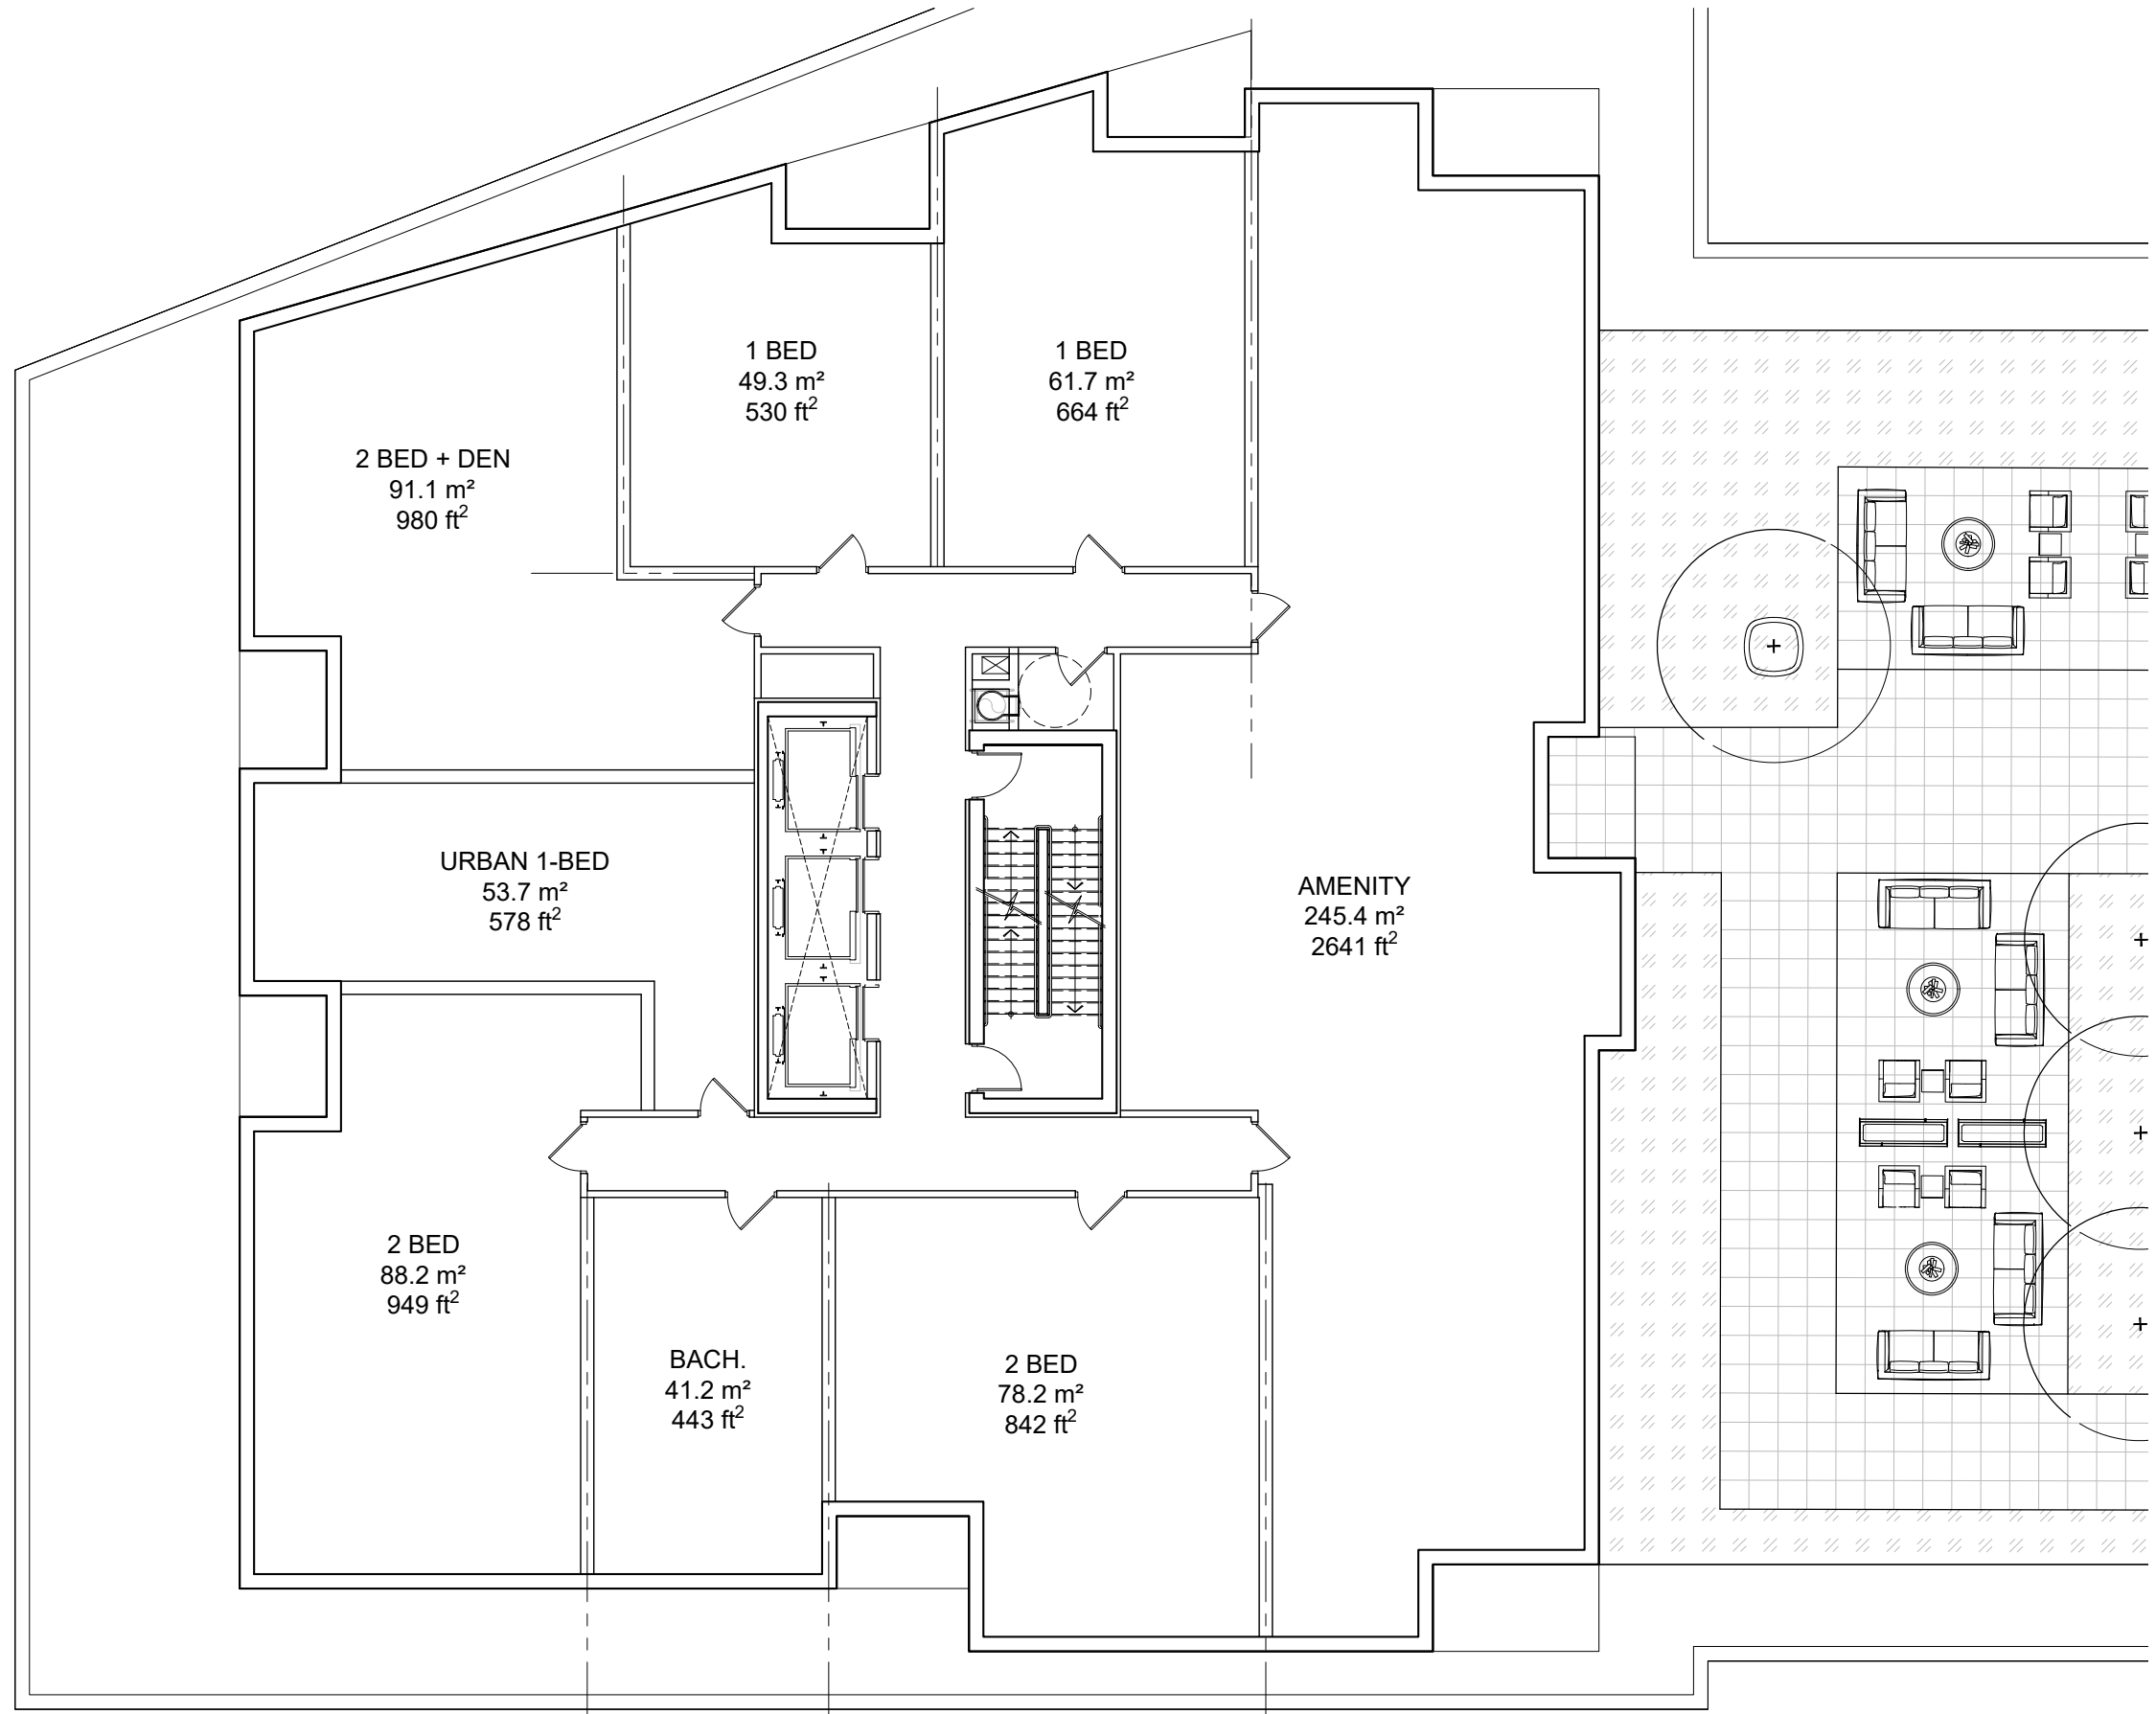 1 BED
49.3 m²
530 ft²
1 BED
61.7 m²
664 ft²
2 BED + DEN
91.1 m²
980 ft²
URBAN 1-BED
53.7 m²
578 ft²
AMENITY
245.4 m²
2641 ft²
2 BED
88.2 m²
949 ft²
BACH.
41.2 m²
443 ft²
2 BED
78.2 m²
842 ft²